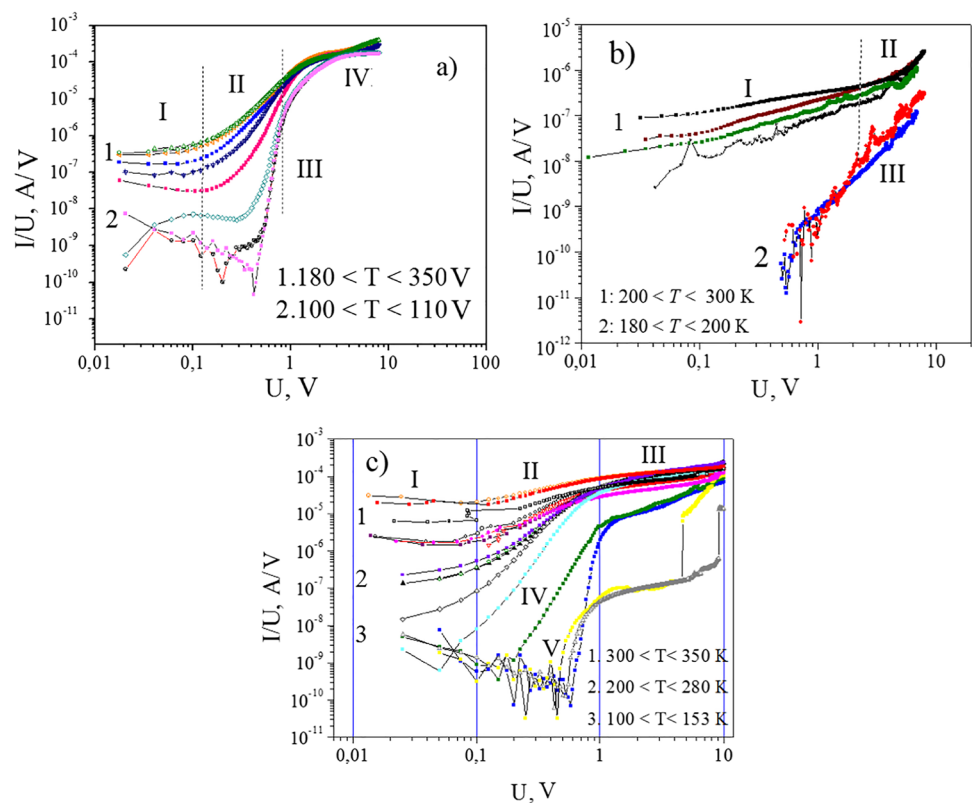 a)
10⁻³
10⁻⁴
10⁻⁵
10⁻⁶
10⁻⁷
10⁻⁸
10⁻⁹
10⁻¹⁰
10⁻¹¹
I/U, A/V
I
II
III
IV
1
2
1.180 < T < 350 V
2.100 < T < 110 V
0,01
0,1
1
10
100
U, V
b)
10⁻⁵
10⁻⁶
10⁻⁷
10⁻⁸
10⁻⁹
10⁻¹⁰
10⁻¹¹
10⁻¹²
I/U, A/V
I
II
III
1
2
1: 200 < T < 300 K
2: 180 < T < 200 K
0,01
0,1
1
10
U, V
c)
10⁻³
10⁻⁴
10⁻⁵
10⁻⁶
10⁻⁷
10⁻⁸
10⁻⁹
10⁻¹⁰
10⁻¹¹
I/U, A/V
I
II
III
IV
V
1
2
3
1. 300 < T < 350 K
2. 200 < T < 280 K
3. 100 < T < 153 K
0,01
0,1
1
10
U, V